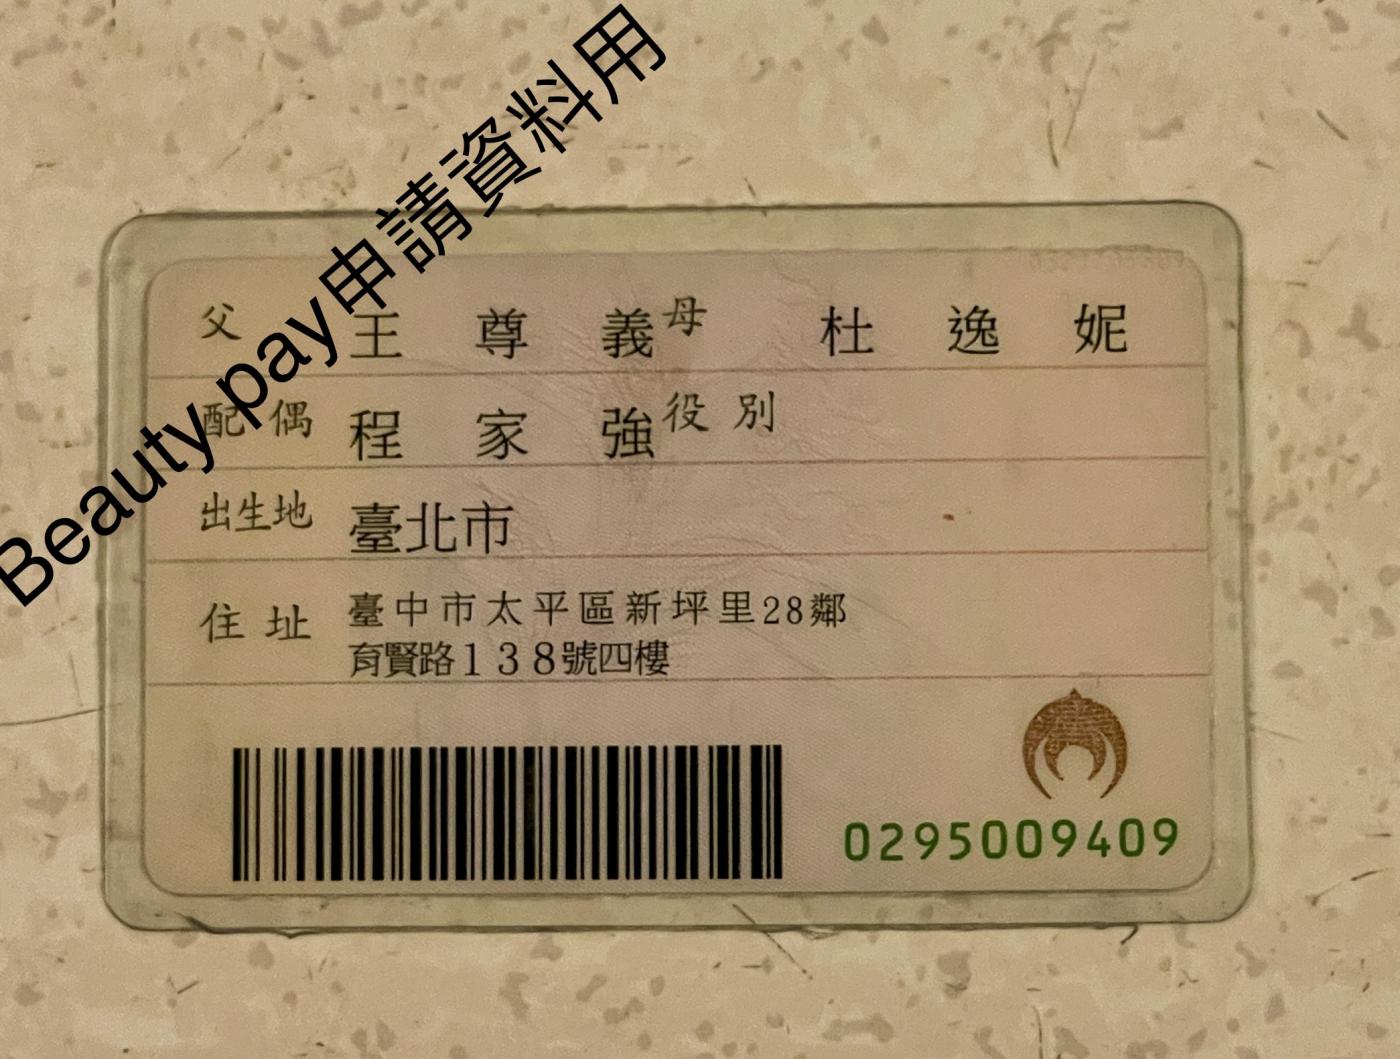 Beauty pay申請資料用
父 王尊義 母 杜逸妮
配偶 程家強 役別
出生地 臺北市
住址 臺中市太平區新坪里28鄰
育賢路138號四樓
0295009409